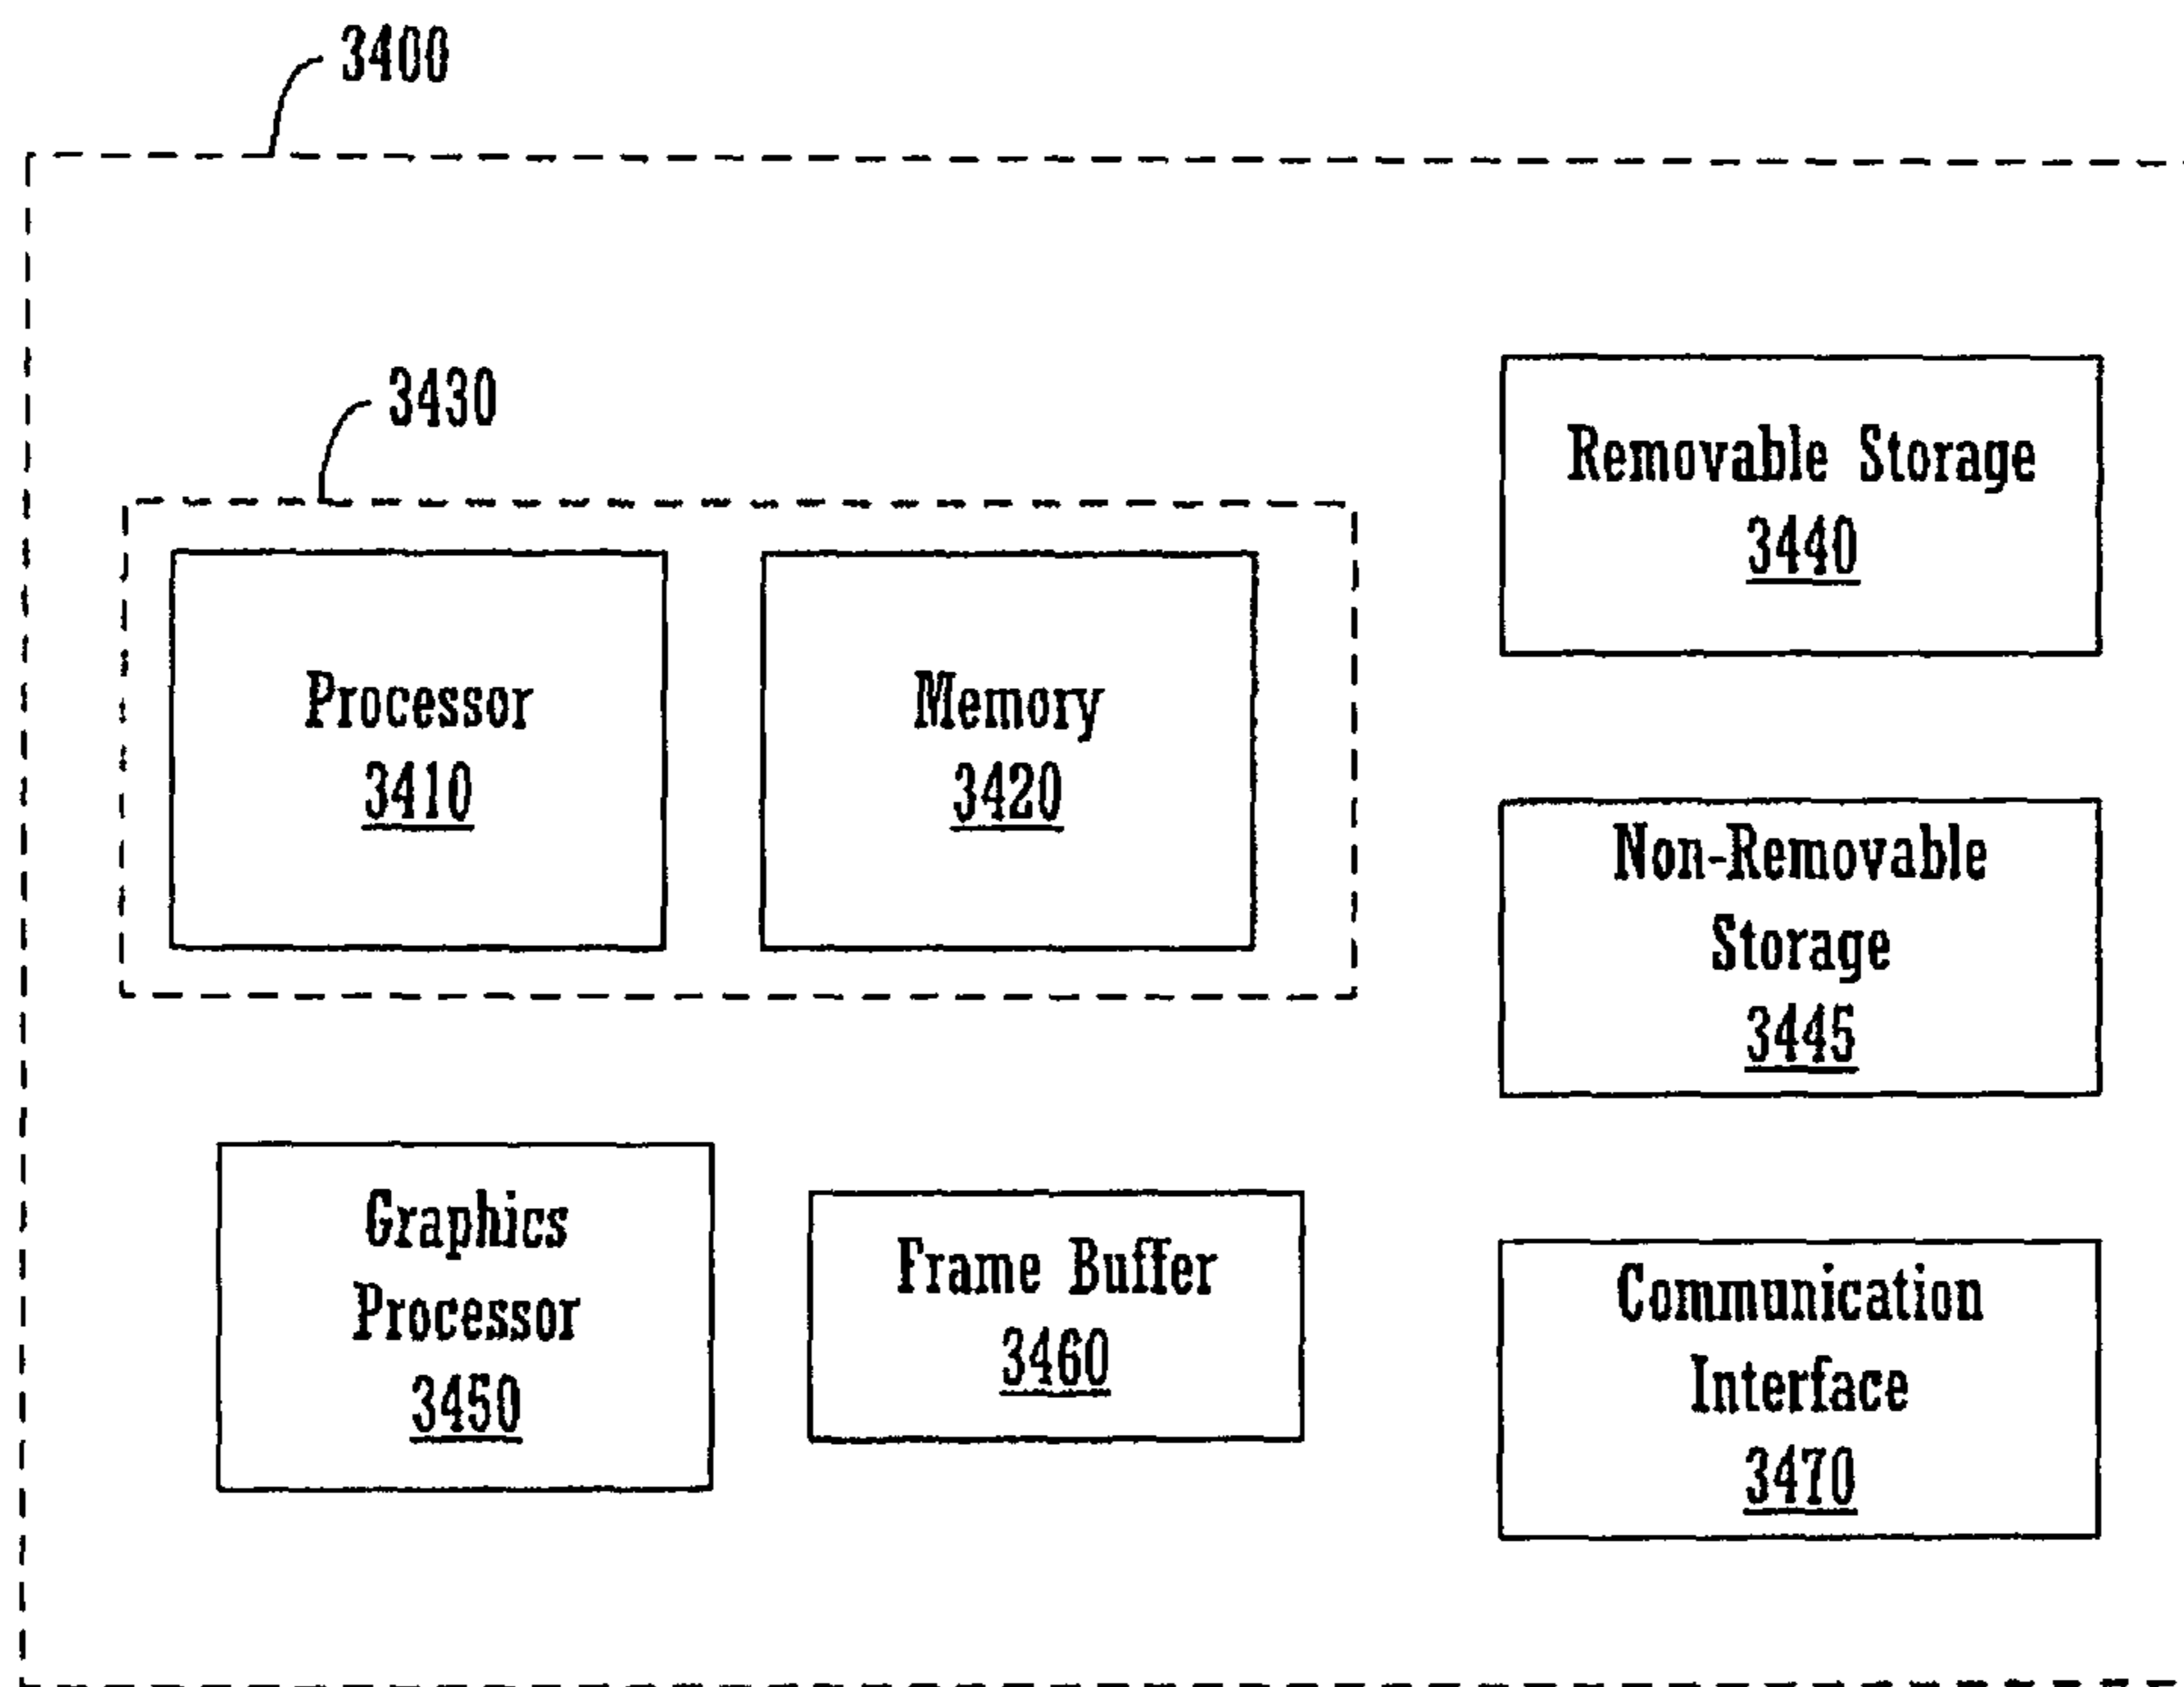 3400
3430
Removable Storage
3440
Processor
3410
Memory
3420
Non-Removable
Storage
3445
Graphics
Processor
3450
Frame Buffer
3460
Communication
Interface
3470